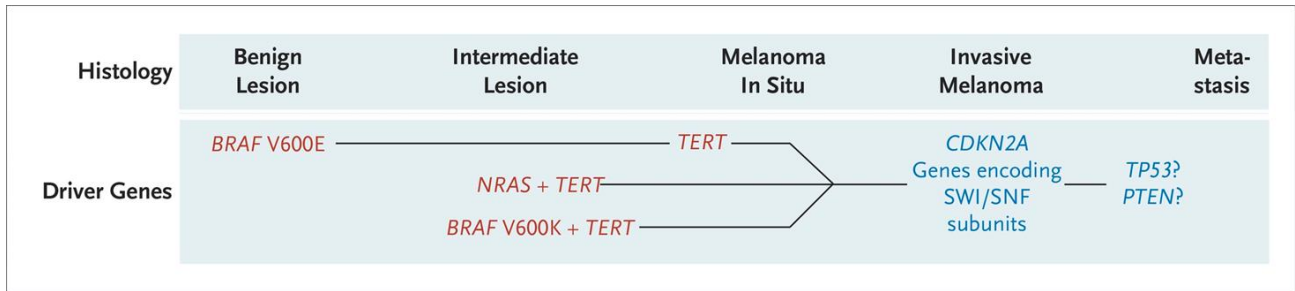 Histology
Benign
Lesion
Intermediate
Lesion
Melanoma
In Situ
Invasive
Melanoma
Meta-
stasis
Driver Genes
BRAF V600E
TERT
NRAS + TERT
BRAF V600K + TERT
CDKN2A
Genes encoding
SWI/SNF
subunits
TP53?
PTEN?